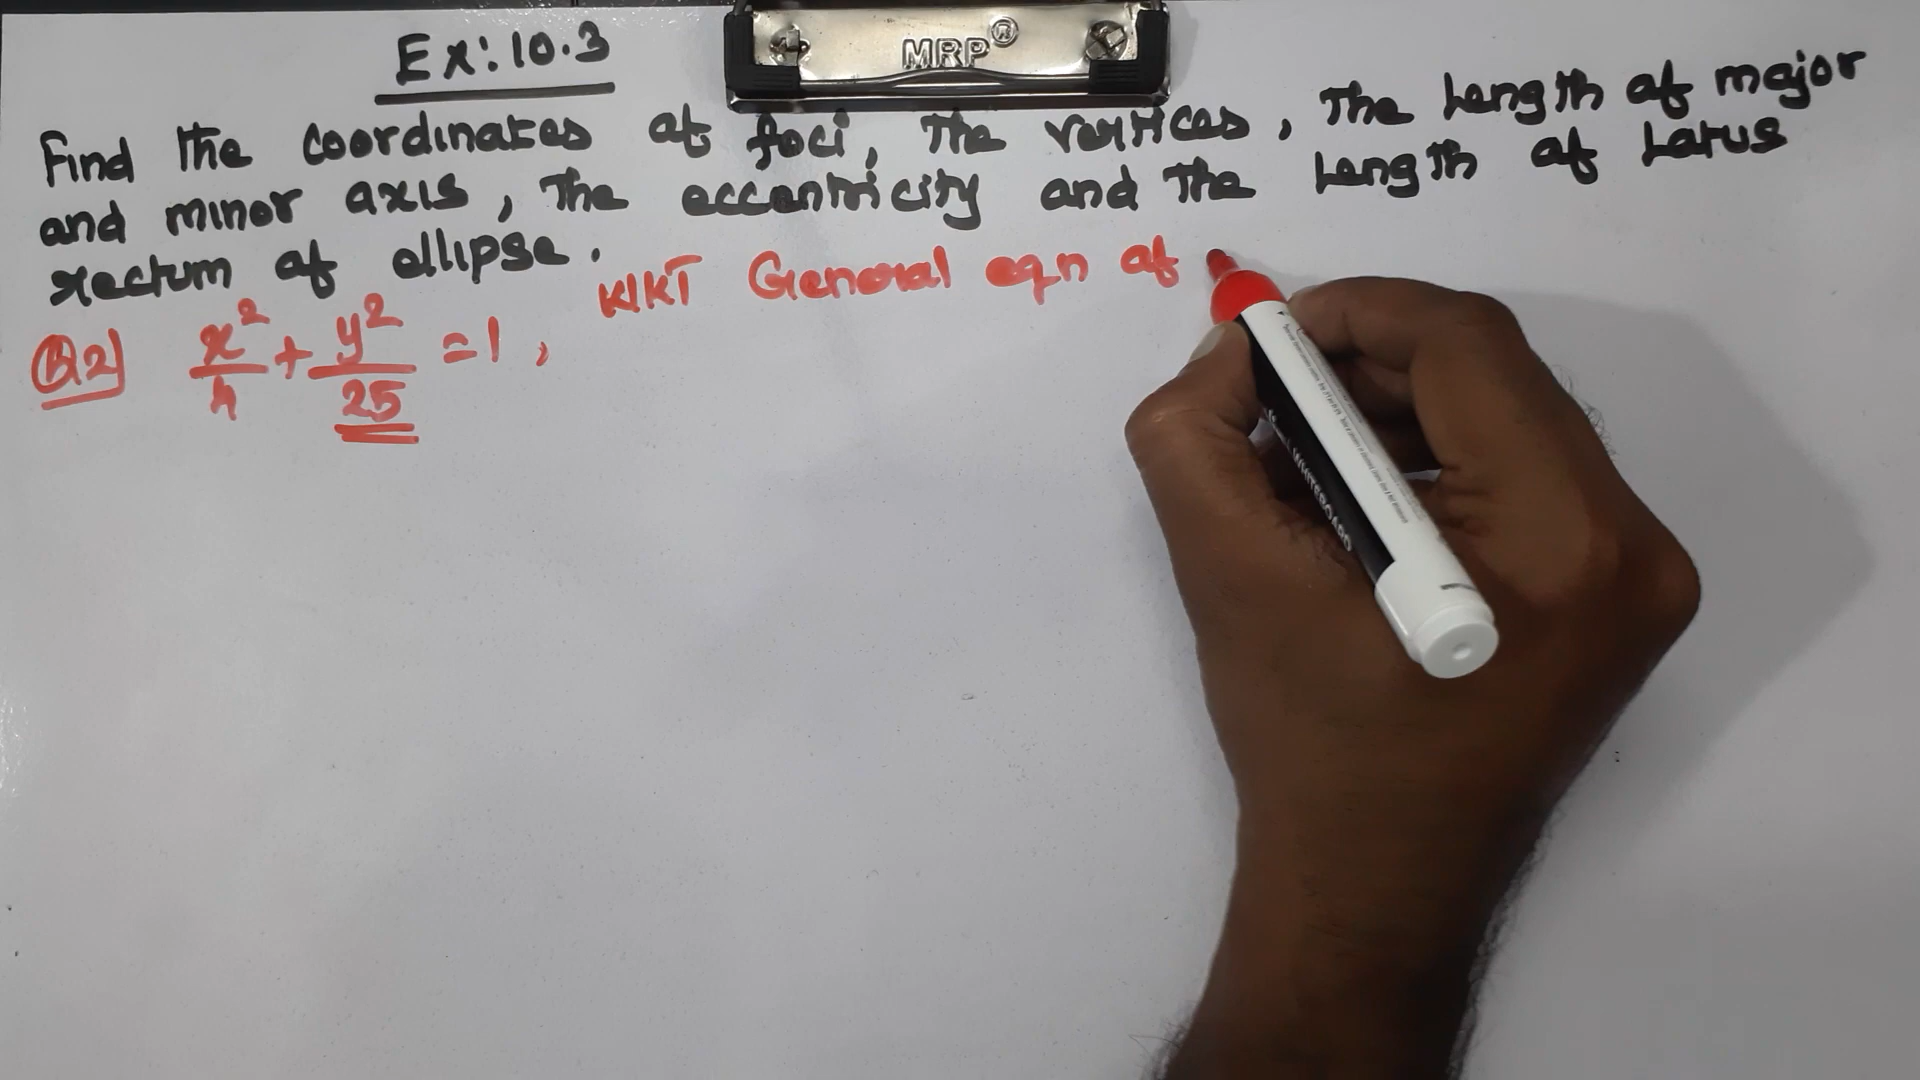 MRP®
Ex: 10.3
Find the coordinates of foci, The vertices, The Length of major
and minor axis, The eccentricity and The Length of Latus
rectum of ellipse.
WKT General eqn of
Q2] x²/4 + y²/25 = 1,
WHITEBOARD